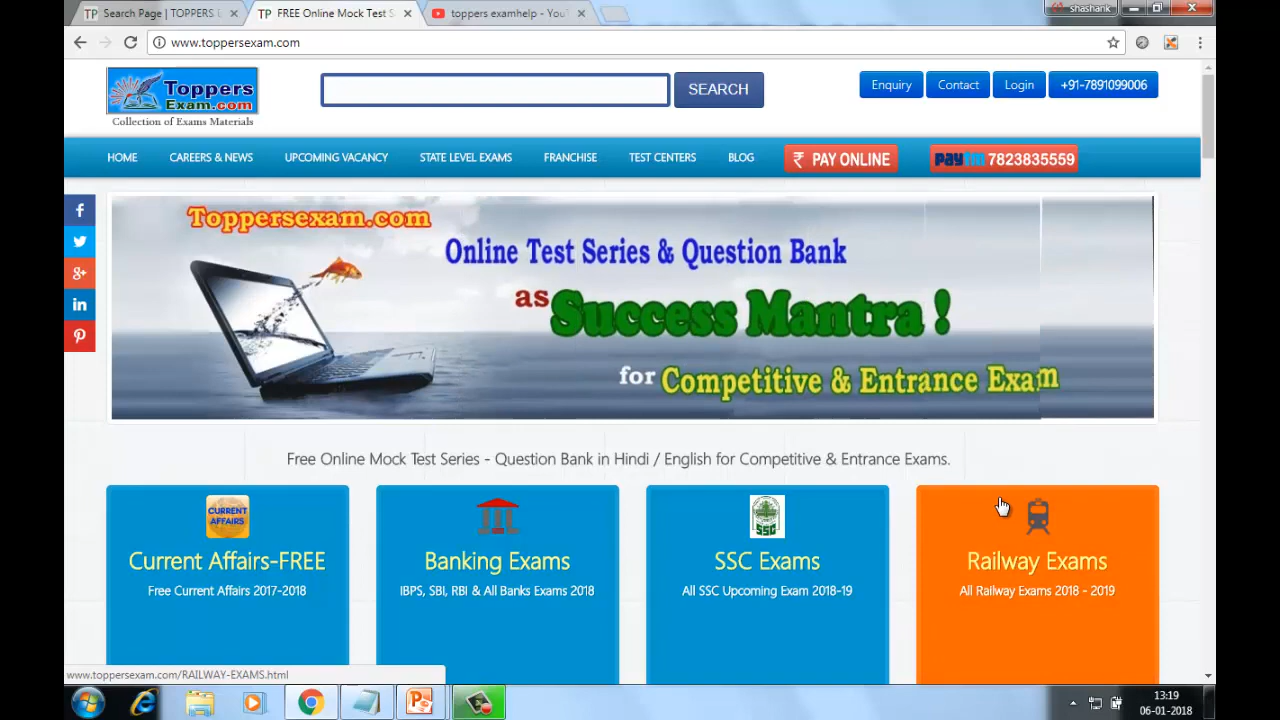 Search Page | TOPPERS
FREE Online Mock Test S
toppers examhelp - You
shashank
www.toppersexam.com
Toppers
Exam.com
Collection of Exams Materials
SEARCH
Enquiry
Contact
Login
+91-7891099006
HOME
CAREERS & NEWS
UPCOMING VACANCY
STATE LEVEL EXAMS
FRANCHISE
TEST CENTERS
BLOG
₹ PAY ONLINE
paytm 7823835559
Toppersexam.com
Online Test Series & Question Bank
as Success Mantra !
for Competitive & Entrance Exam
Free Online Mock Test Series - Question Bank in Hindi / English for Competitive & Entrance Exams.
CURRENT
AFFAIRS
SSC
Current Affairs-FREE
Free Current Affairs 2017-2018
Banking Exams
IBPS, SBI, RBI & All Banks Exams 2018
SSC Exams
All SSC Upcoming Exam 2018-19
Railway Exams
All Railway Exams 2018 - 2019
www.toppersexam.com/RAILWAY-EXAMS.html
13:19
06-01-2018